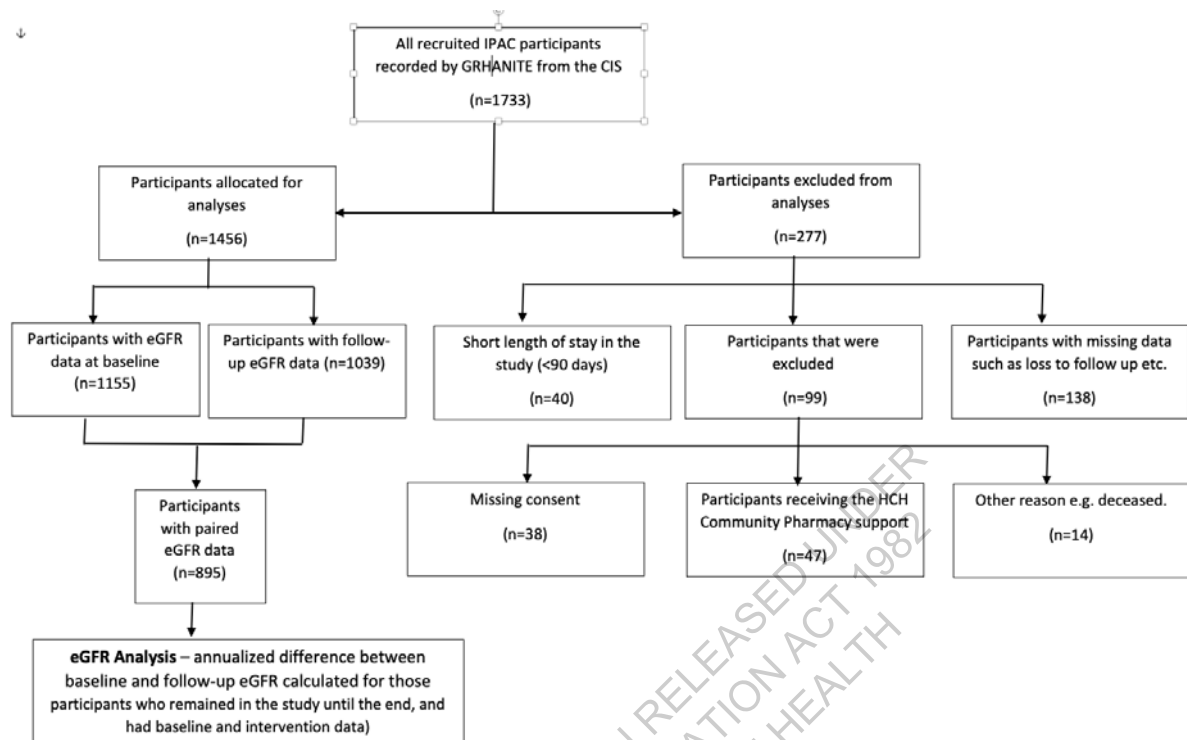 All recruited IPAC participants
recorded by GRHANITE from the CIS
(n=1733)
Participants allocated for
analyses
(n=1456)
Participants excluded from
analyses
(n=277)
Participants with eGFR
data at baseline
(n=1155)
Participants with follow-
up eGFR data (n=1039)
Short length of stay in the
study (<90 days)
(n=40)
Participants that were
excluded
(n=99)
Participants with missing data
such as loss to follow up etc.
(n=138)
Participants
with paired
eGFR data
(n=895)
Missing consent
(n=38)
Participants receiving the HCH
Community Pharmacy support
(n=47)
Other reason e.g. deceased.
(n=14)
eGFR Analysis – annualized difference between
baseline and follow-up eGFR calculated for those
participants who remained in the study until the end, and
had baseline and intervention data)
RELEASED UNDER
ACT 1982
HEALTH